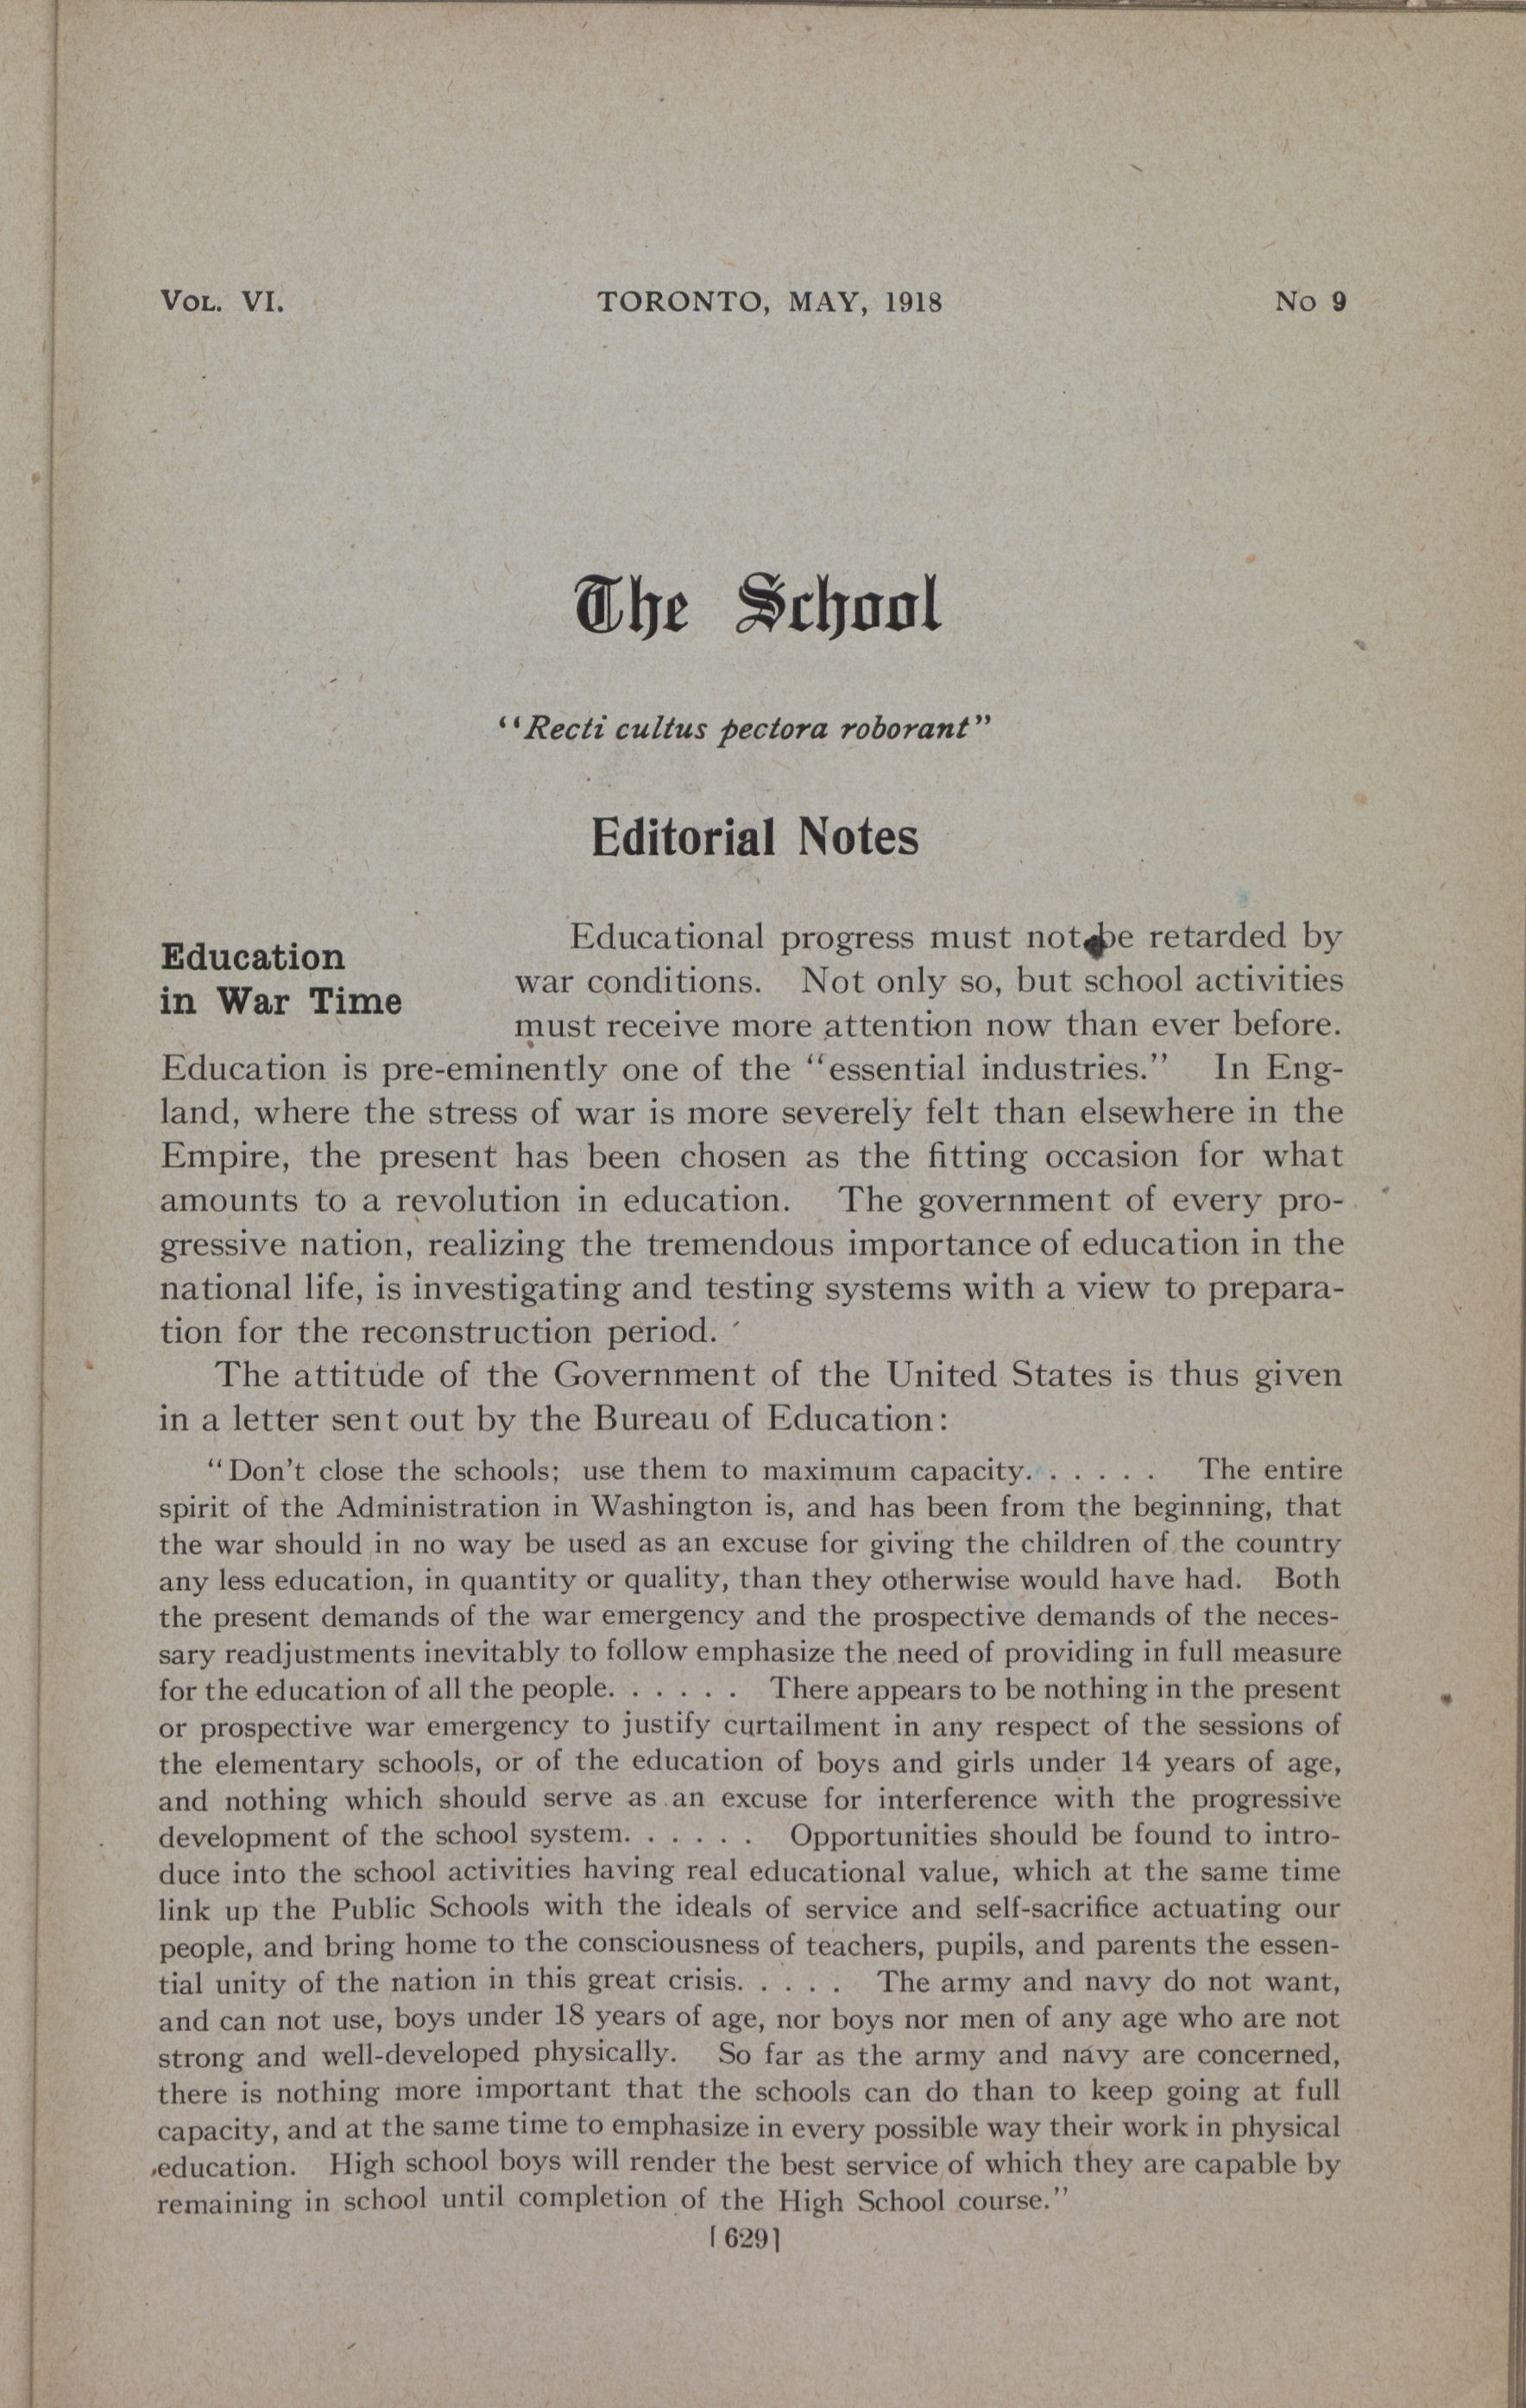 VOL. VI. TORONTO, MAY, 1918 No 9
The School
"Recti cultus pectora roborant"
Editorial Notes
Education
in War Time
Educational progress must not be retarded by
war conditions. Not only so, but school activities
must receive more attention now than ever before.
Education is pre-eminently one of the "essential industries." In Eng-
land, where the stress of war is more severely felt than elsewhere in the
Empire, the present has been chosen as the fitting occasion for what
amounts to a revolution in education. The government of every pro-
gressive nation, realizing the tremendous importance of education in the
national life, is investigating and testing systems with a view to prepara-
tion for the reconstruction period.
The attitude of the Government of the United States is thus given
in a letter sent out by the Bureau of Education:
"Don't close the schools; use them to maximum capacity. . . . . . The entire
spirit of the Administration in Washington is, and has been from the beginning, that
the war should in no way be used as an excuse for giving the children of the country
any less education, in quantity or quality, than they otherwise would have had. Both
the present demands of the war emergency and the prospective demands of the neces-
sary readjustments inevitably to follow emphasize the need of providing in full measure
for the education of all the people. . . . . . There appears to be nothing in the present
or prospective war emergency to justify curtailment in any respect of the sessions of
the elementary schools, or of the education of boys and girls under 14 years of age,
and nothing which should serve as an excuse for interference with the progressive
development of the school system. . . . . . Opportunities should be found to intro-
duce into the school activities having real educational value, which at the same time
link up the Public Schools with the ideals of service and self-sacrifice actuating our
people, and bring home to the consciousness of teachers, pupils, and parents the essen-
tial unity of the nation in this great crisis. . . . . The army and navy do not want,
and can not use, boys under 18 years of age, nor boys nor men of any age who are not
strong and well-developed physically. So far as the army and navy are concerned,
there is nothing more important that the schools can do than to keep going at full
capacity, and at the same time to emphasize in every possible way their work in physical
education. High school boys will render the best service of which they are capable by
remaining in school until completion of the High School course."
[629]